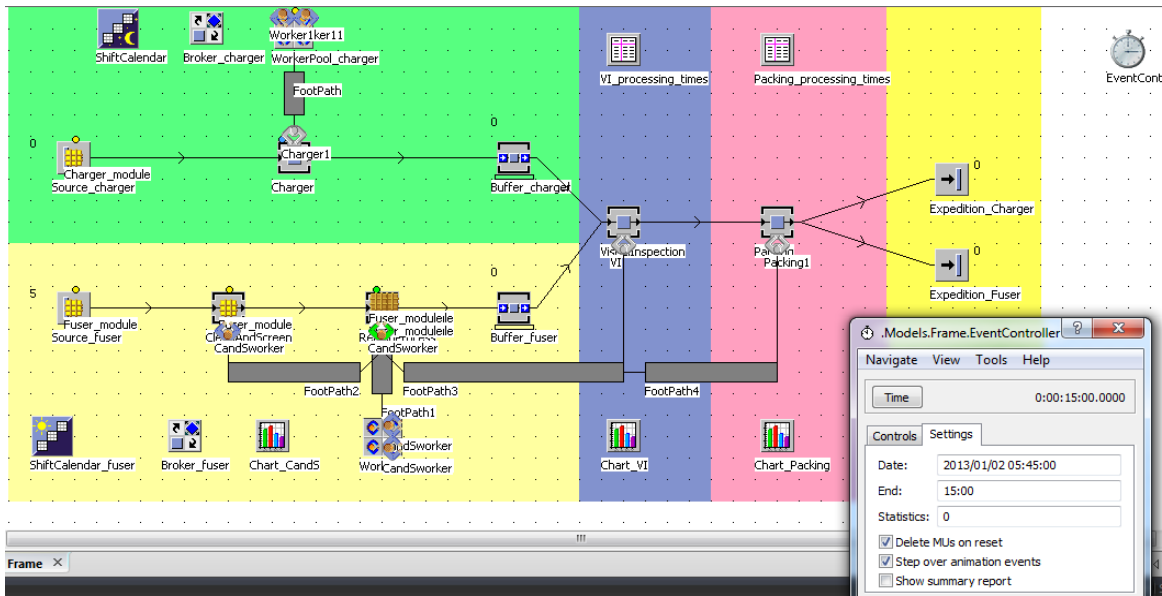 Worker1ker11
ShiftCalendar
Broker_charger
WorkerPool_charger
VI_processing_times
Packing_processing_times
EventCont
FootPath
0
0
Charger1
Charger_module
Source_charger
Charger
Buffer_charger
0
Expedition_Charger
VisualInspection
VI
Packing
Packing1
0
Expedition_Fuser
5
0
Fuser_module
Source_fuser
Fuser_module
CandSworker
Fuser_module
CandSworker
Buffer_fuser
FootPath2
FootPath3
FootPath4
FootPath1
CandSworker
ShiftCalendar_fuser
Broker_fuser
Chart_CandS
Chart_VI
Chart_Packing
Frame
.Models.Frame.EventController
Navigate View Tools Help
Time 0:00:15:00.0000
Controls Settings
Date: 2013/01/02 05:45:00
End: 15:00
Statistics: 0
Delete MUs on reset
Step over animation events
Show summary report